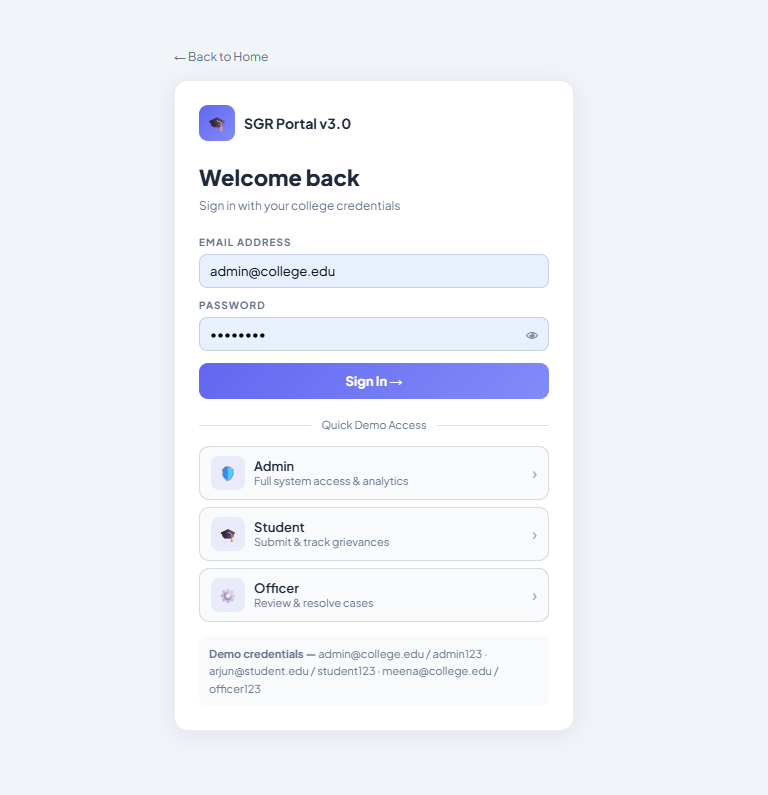 ← Back to Home
SGR Portal v3.0
Welcome back
Sign in with your college credentials
EMAIL ADDRESS
admin@college.edu
PASSWORD
••••••••
Sign In →
Quick Demo Access
Admin
Full system access & analytics
›
Student
Submit & track grievances
›
Officer
Review & resolve cases
›
Demo credentials — admin@college.edu / admin123 ·
arjun@student.edu / student123 · meena@college.edu /
officer123